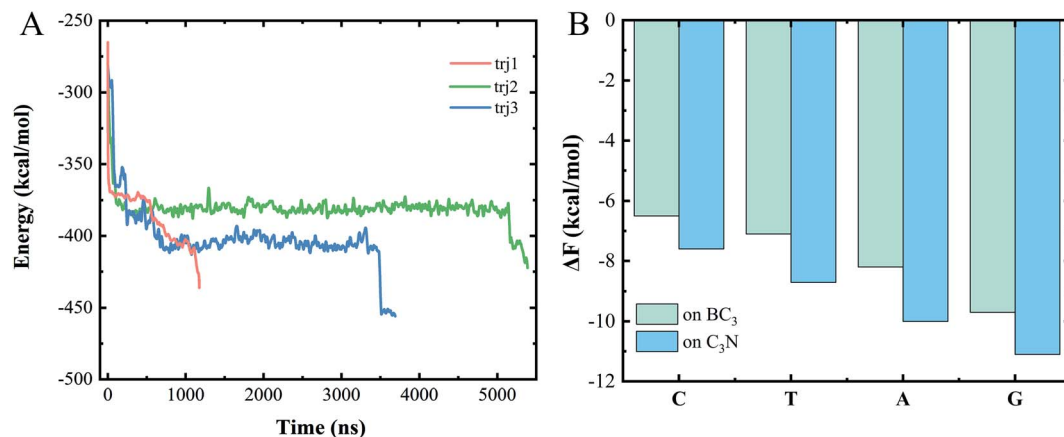 A
-250
-300
-350
-400
-450
-500
Energy (kcal/mol)
trj1
trj2
trj3
0
1000
2000
3000
4000
5000
Time (ns)
B
0
-2
-4
-6
-8
-10
-12
ΔF (kcal/mol)
on BC₃
on C₃N
C
T
A
G